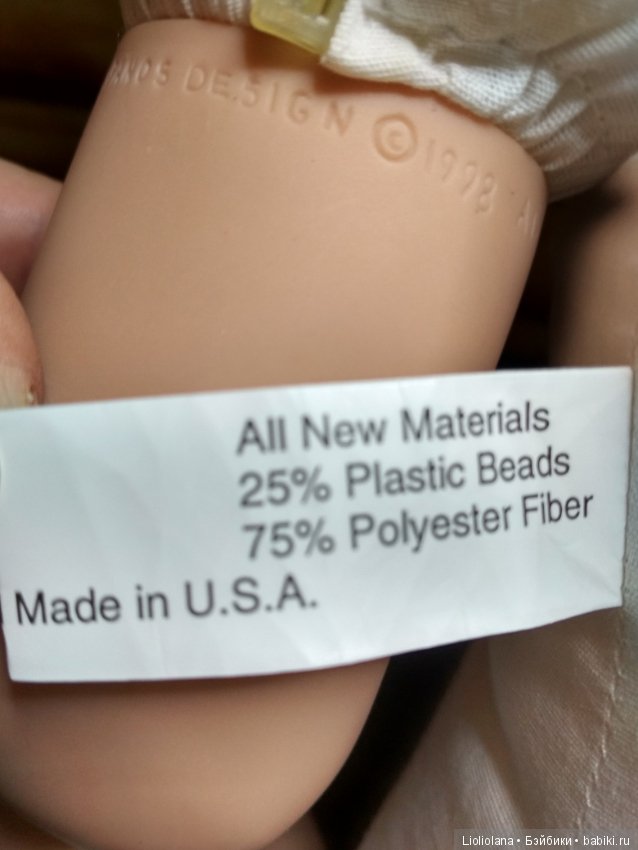 DESIGN © 1998
All New Materials
25% Plastic Beads
75% Polyester Fiber
Made in U.S.A.
Lioliolana • Бэйбики • babiki.ru